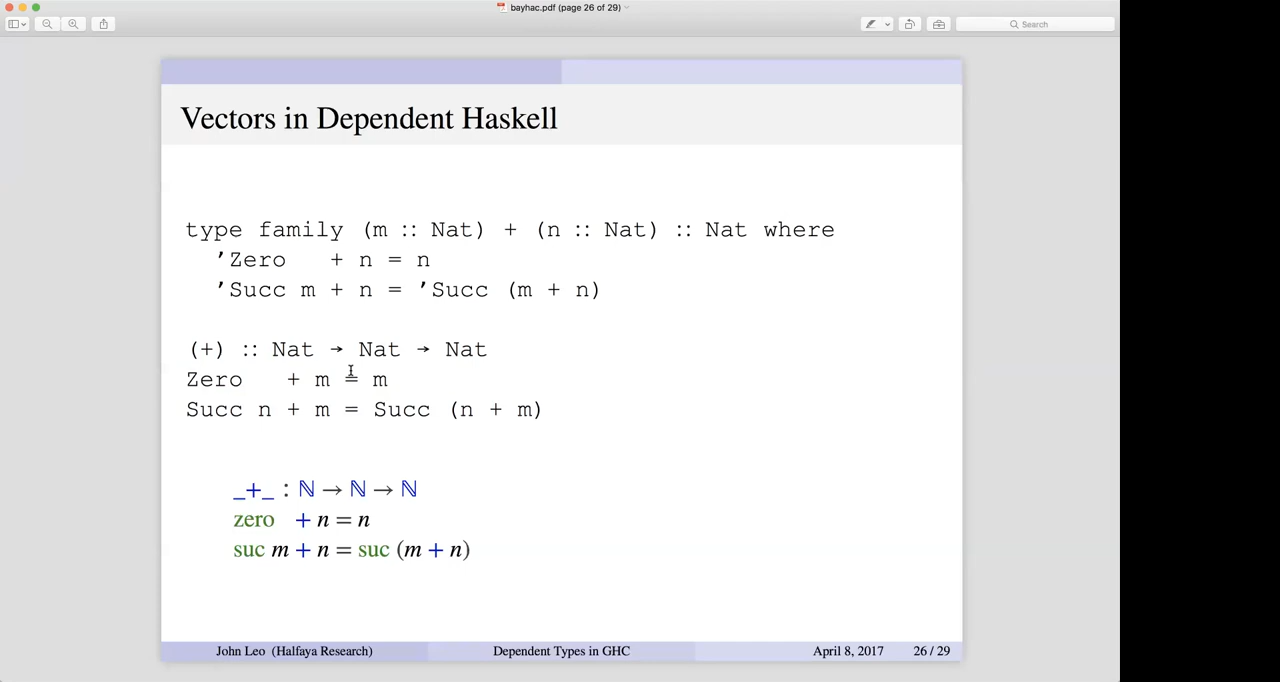 bayhac.pdf (page 26 of 29)
Search
Vectors in Dependent Haskell
type family (m :: Nat) + (n :: Nat) :: Nat where
’Zero + n = n
’Succ m + n = ’Succ (m + n)
(+) :: Nat → Nat → Nat
Zero + m = m
Succ n + m = Succ (n + m)
_+_ : ℕ → ℕ → ℕ
zero + n = n
suc m + n = suc (m + n)
John Leo (Halfaya Research) Dependent Types in GHC April 8, 2017 26 / 29